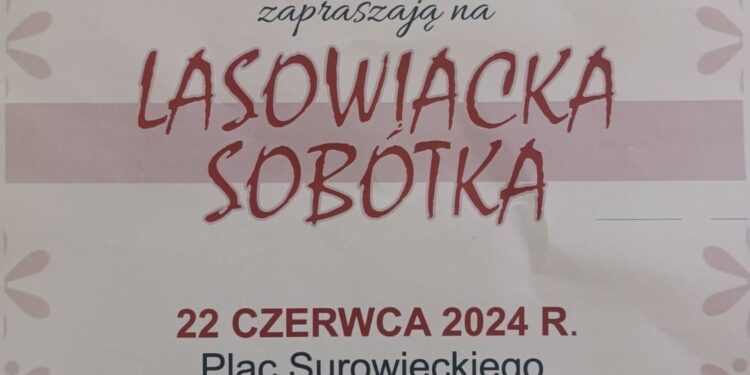 zapraszają na
LASOWIACKA
SOBÓTKA
22 CZERWCA 2024 R.
Plac Surowieckiego